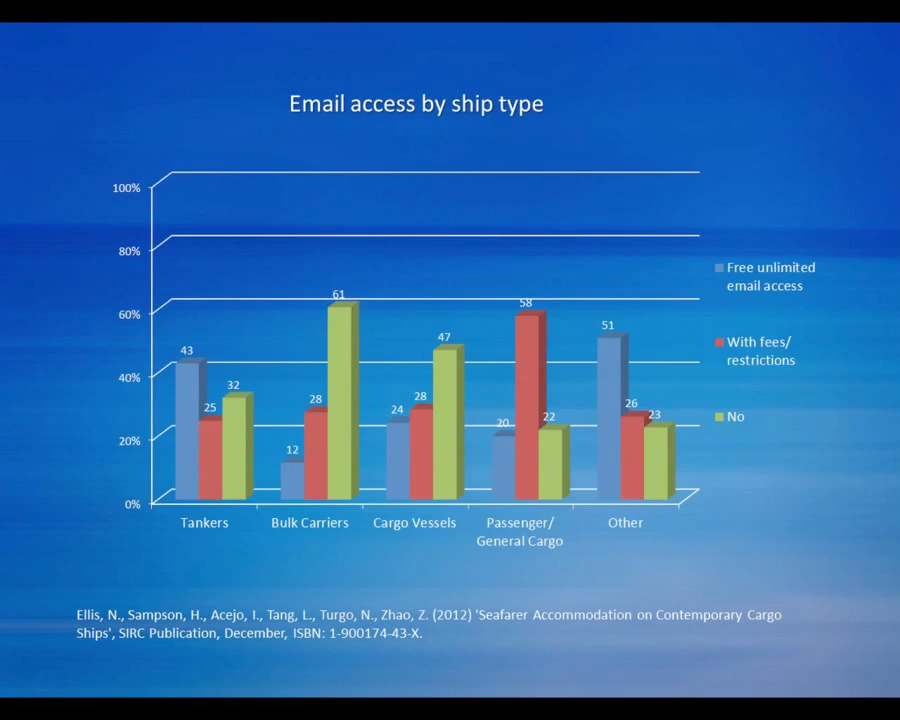 Email access by ship type
100%
80%
60%
40%
20%
0%
43
25
32
12
28
61
24
28
47
20
58
22
51
26
23
Tankers
Bulk Carriers
Cargo Vessels
Passenger/
General Cargo
Other
Free unlimited
email access
With fees/
restrictions
No
Ellis, N., Sampson, H., Acejo, I., Tang, L., Turgo, N., Zhao, Z. (2012) 'Seafarer Accommodation on Contemporary Cargo
Ships', SIRC Publication, December, ISBN: 1-900174-43-X.